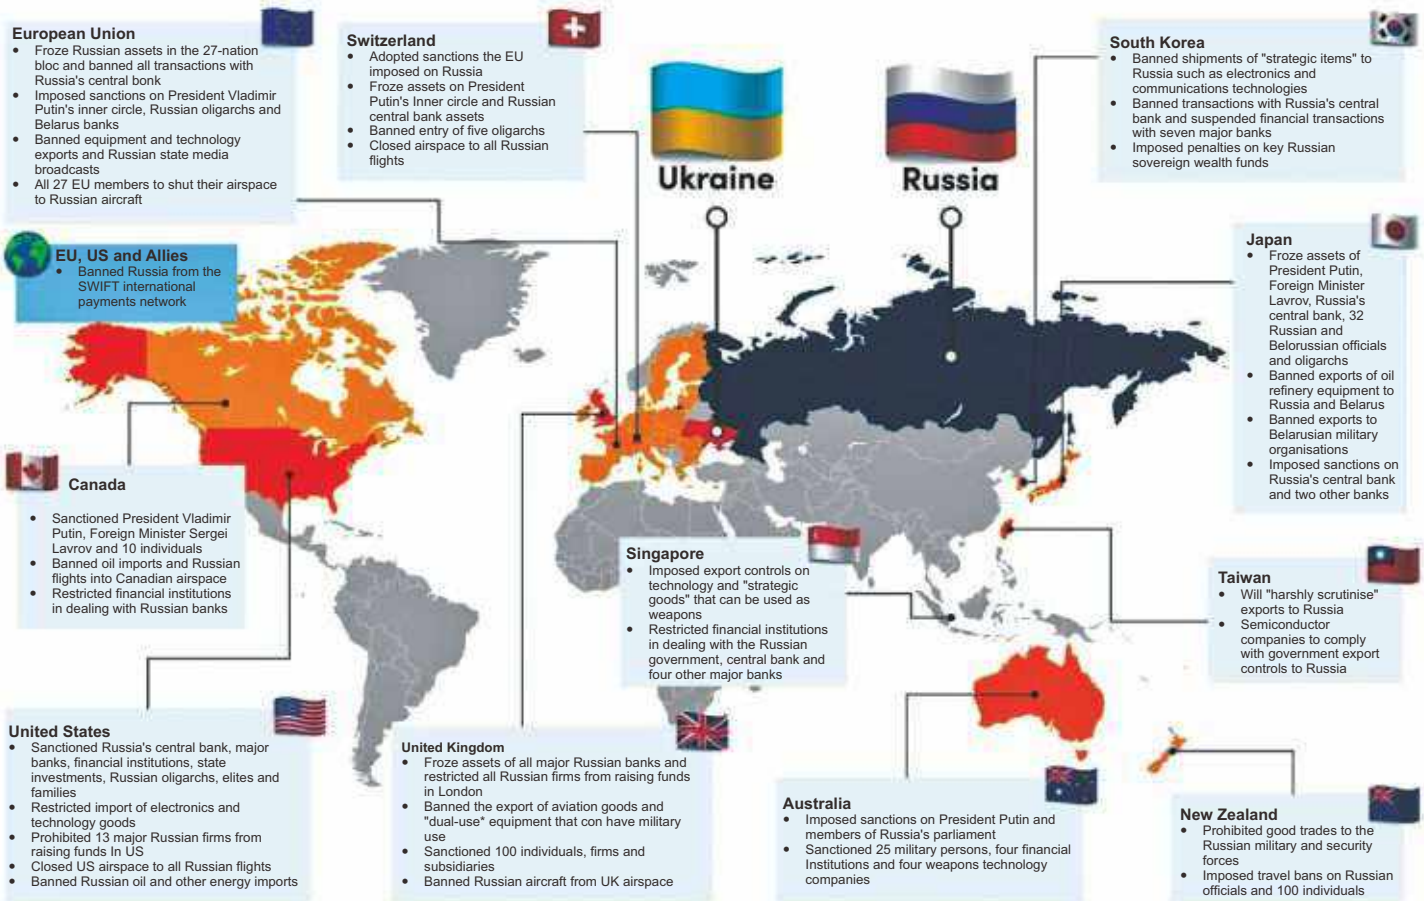 European Union
• Froze Russian assets in the 27-nation
bloc and banned all transactions with
Russia's central bonk
• Imposed sanctions on President Vladimir
Putin's inner circle, Russian oligarchs and
Belarus banks
• Banned equipment and technology
exports and Russian state media
broadcasts
• All 27 EU members to shut their airspace
to Russian aircraft
Switzerland
• Adopted sanctions the EU
imposed on Russia
• Froze assets on President
Putin's Inner circle and Russian
central bank assets
• Banned entry of five oligarchs
• Closed airspace to all Russian
flights
Ukraine
Russia
South Korea
• Banned shipments of "strategic items" to
Russia such as electronics and
communications technologies
• Banned transactions with Russia's central
bank and suspended financial transactions
with seven major banks
• Imposed penalties on key Russian
sovereign wealth funds
EU, US and Allies
• Banned Russia from the
SWIFT international
payments network
Japan
• Froze assets of
President Putin,
Foreign Minister
Lavrov, Russia's
central bank, 32
Russian and
Belorussian officials
and oligarchs
• Banned exports of oil
refinery equipment to
Russia and Belarus
• Banned exports to
Belarusian military
organisations
• Imposed sanctions on
Russia's central bank
and two other banks
Canada
• Sanctioned President Vladimir
Putin, Foreign Minister Sergei
Lavrov and 10 individuals
• Banned oil imports and Russian
flights into Canadian airspace
• Restricted financial institutions
in dealing with Russian banks
Singapore
• Imposed export controls on
technology and "strategic
goods" that can be used as
weapons
• Restricted financial institutions
in dealing with the Russian
government, central bank and
four other major banks
Taiwan
• Will "harshly scrutinise"
exports to Russia
• Semiconductor
companies to comply
with government export
controls to Russia
United States
• Sanctioned Russia's central bank, major
banks, financial institutions, state
investments, Russian oligarchs, elites and
families
• Restricted import of electronics and
technology goods
• Prohibited 13 major Russian firms from
raising funds In US
• Closed US airspace to all Russian flights
• Banned Russian oil and other energy imports
United Kingdom
• Froze assets of all major Russian banks and
restricted all Russian firms from raising funds
in London
• Banned the export of aviation goods and
"dual-use* equipment that con have military
use
• Sanctioned 100 individuals, firms and
subsidiaries
• Banned Russian aircraft from UK airspace
Australia
• Imposed sanctions on President Putin and
members of Russia's parliament
• Sanctioned 25 military persons, four financial
Institutions and four weapons technology
companies
New Zealand
• Prohibited good trades to the
Russian military and security
forces
• Imposed travel bans on Russian
officials and 100 individuals